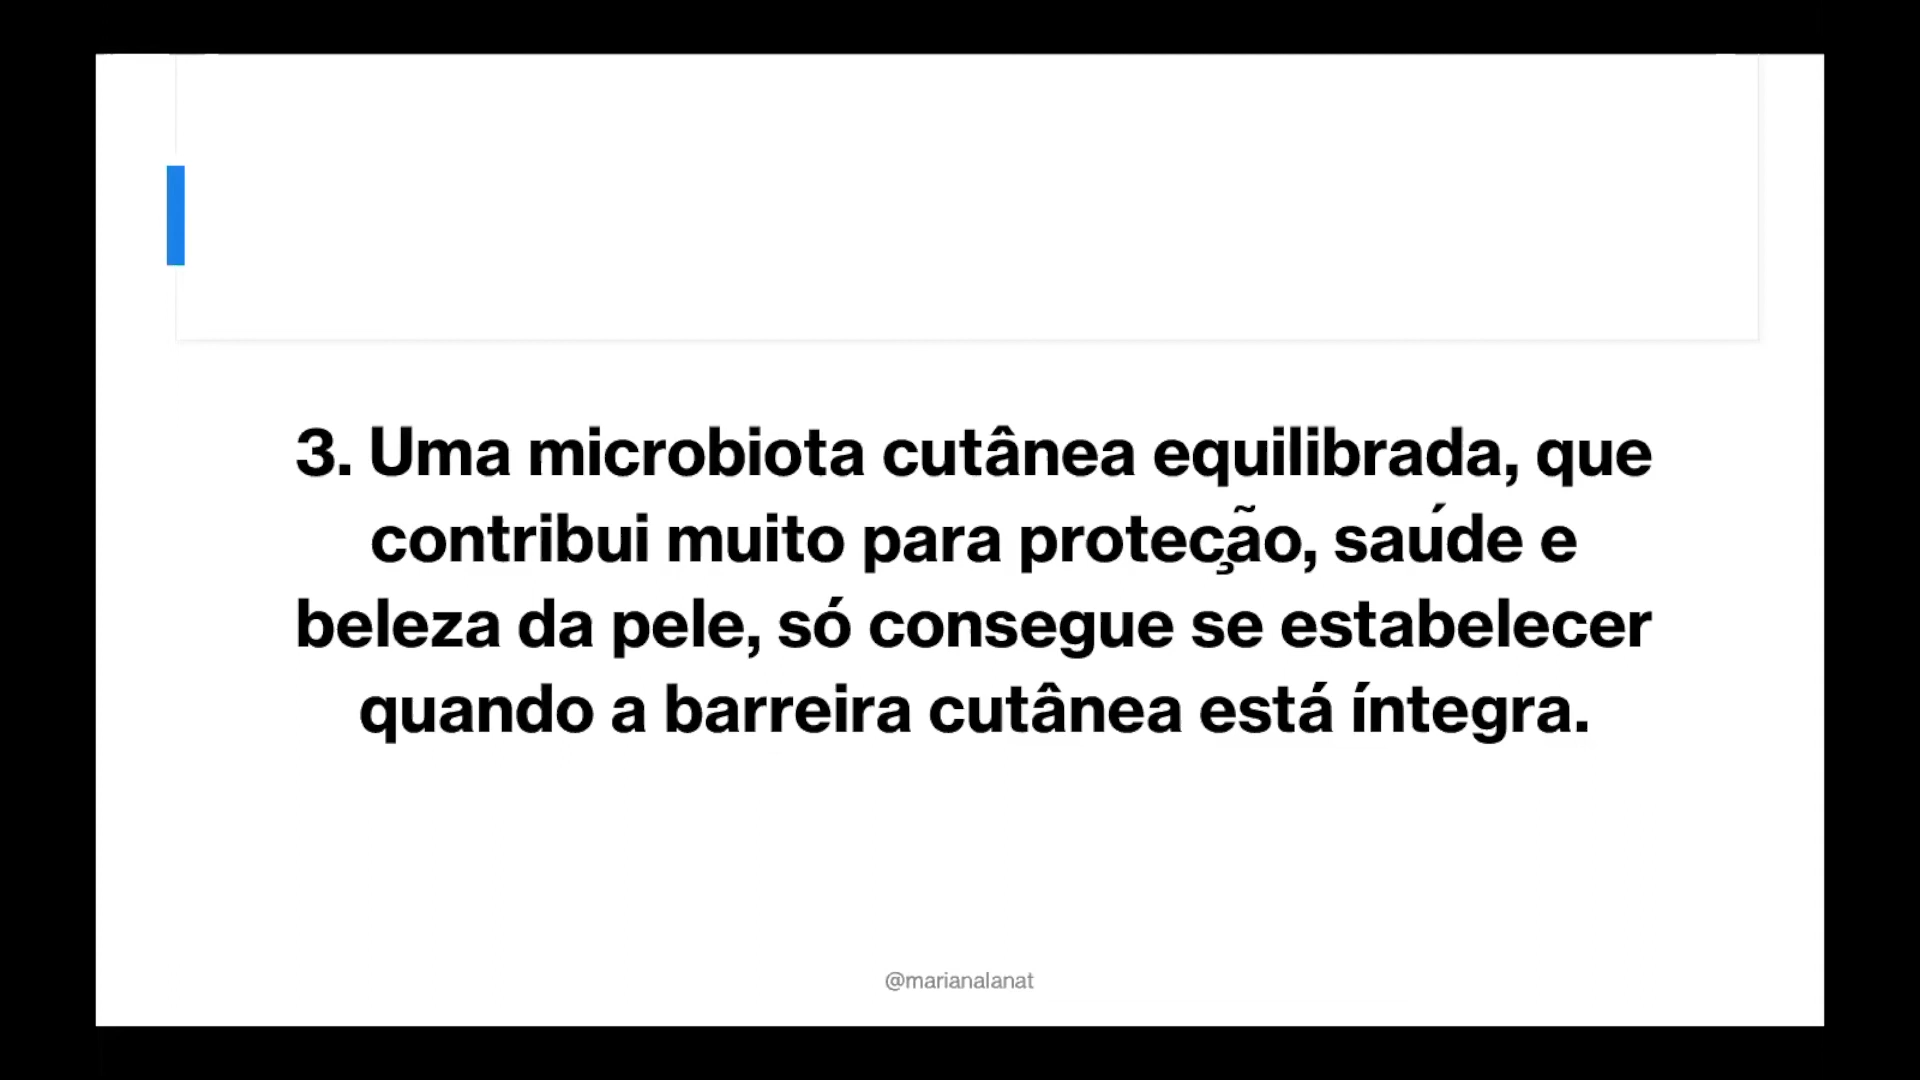 3. Uma microbiota cutânea equilibrada, que
contribui muito para proteção, saúde e
beleza da pele, só consegue se estabelecer
quando a barreira cutânea está íntegra.
@marianalanat